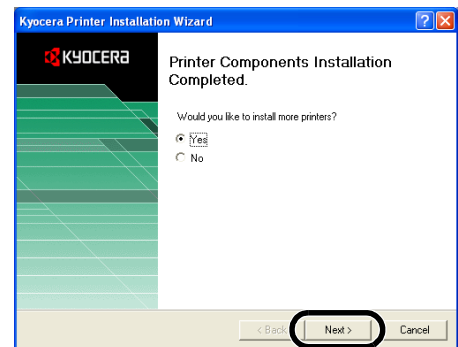 Kyocera Printer Installation Wizard
KYOCERA
Printer Components Installation
Completed.
Would you like to install more printers?
Yes
No
< Back
Next >
Cancel